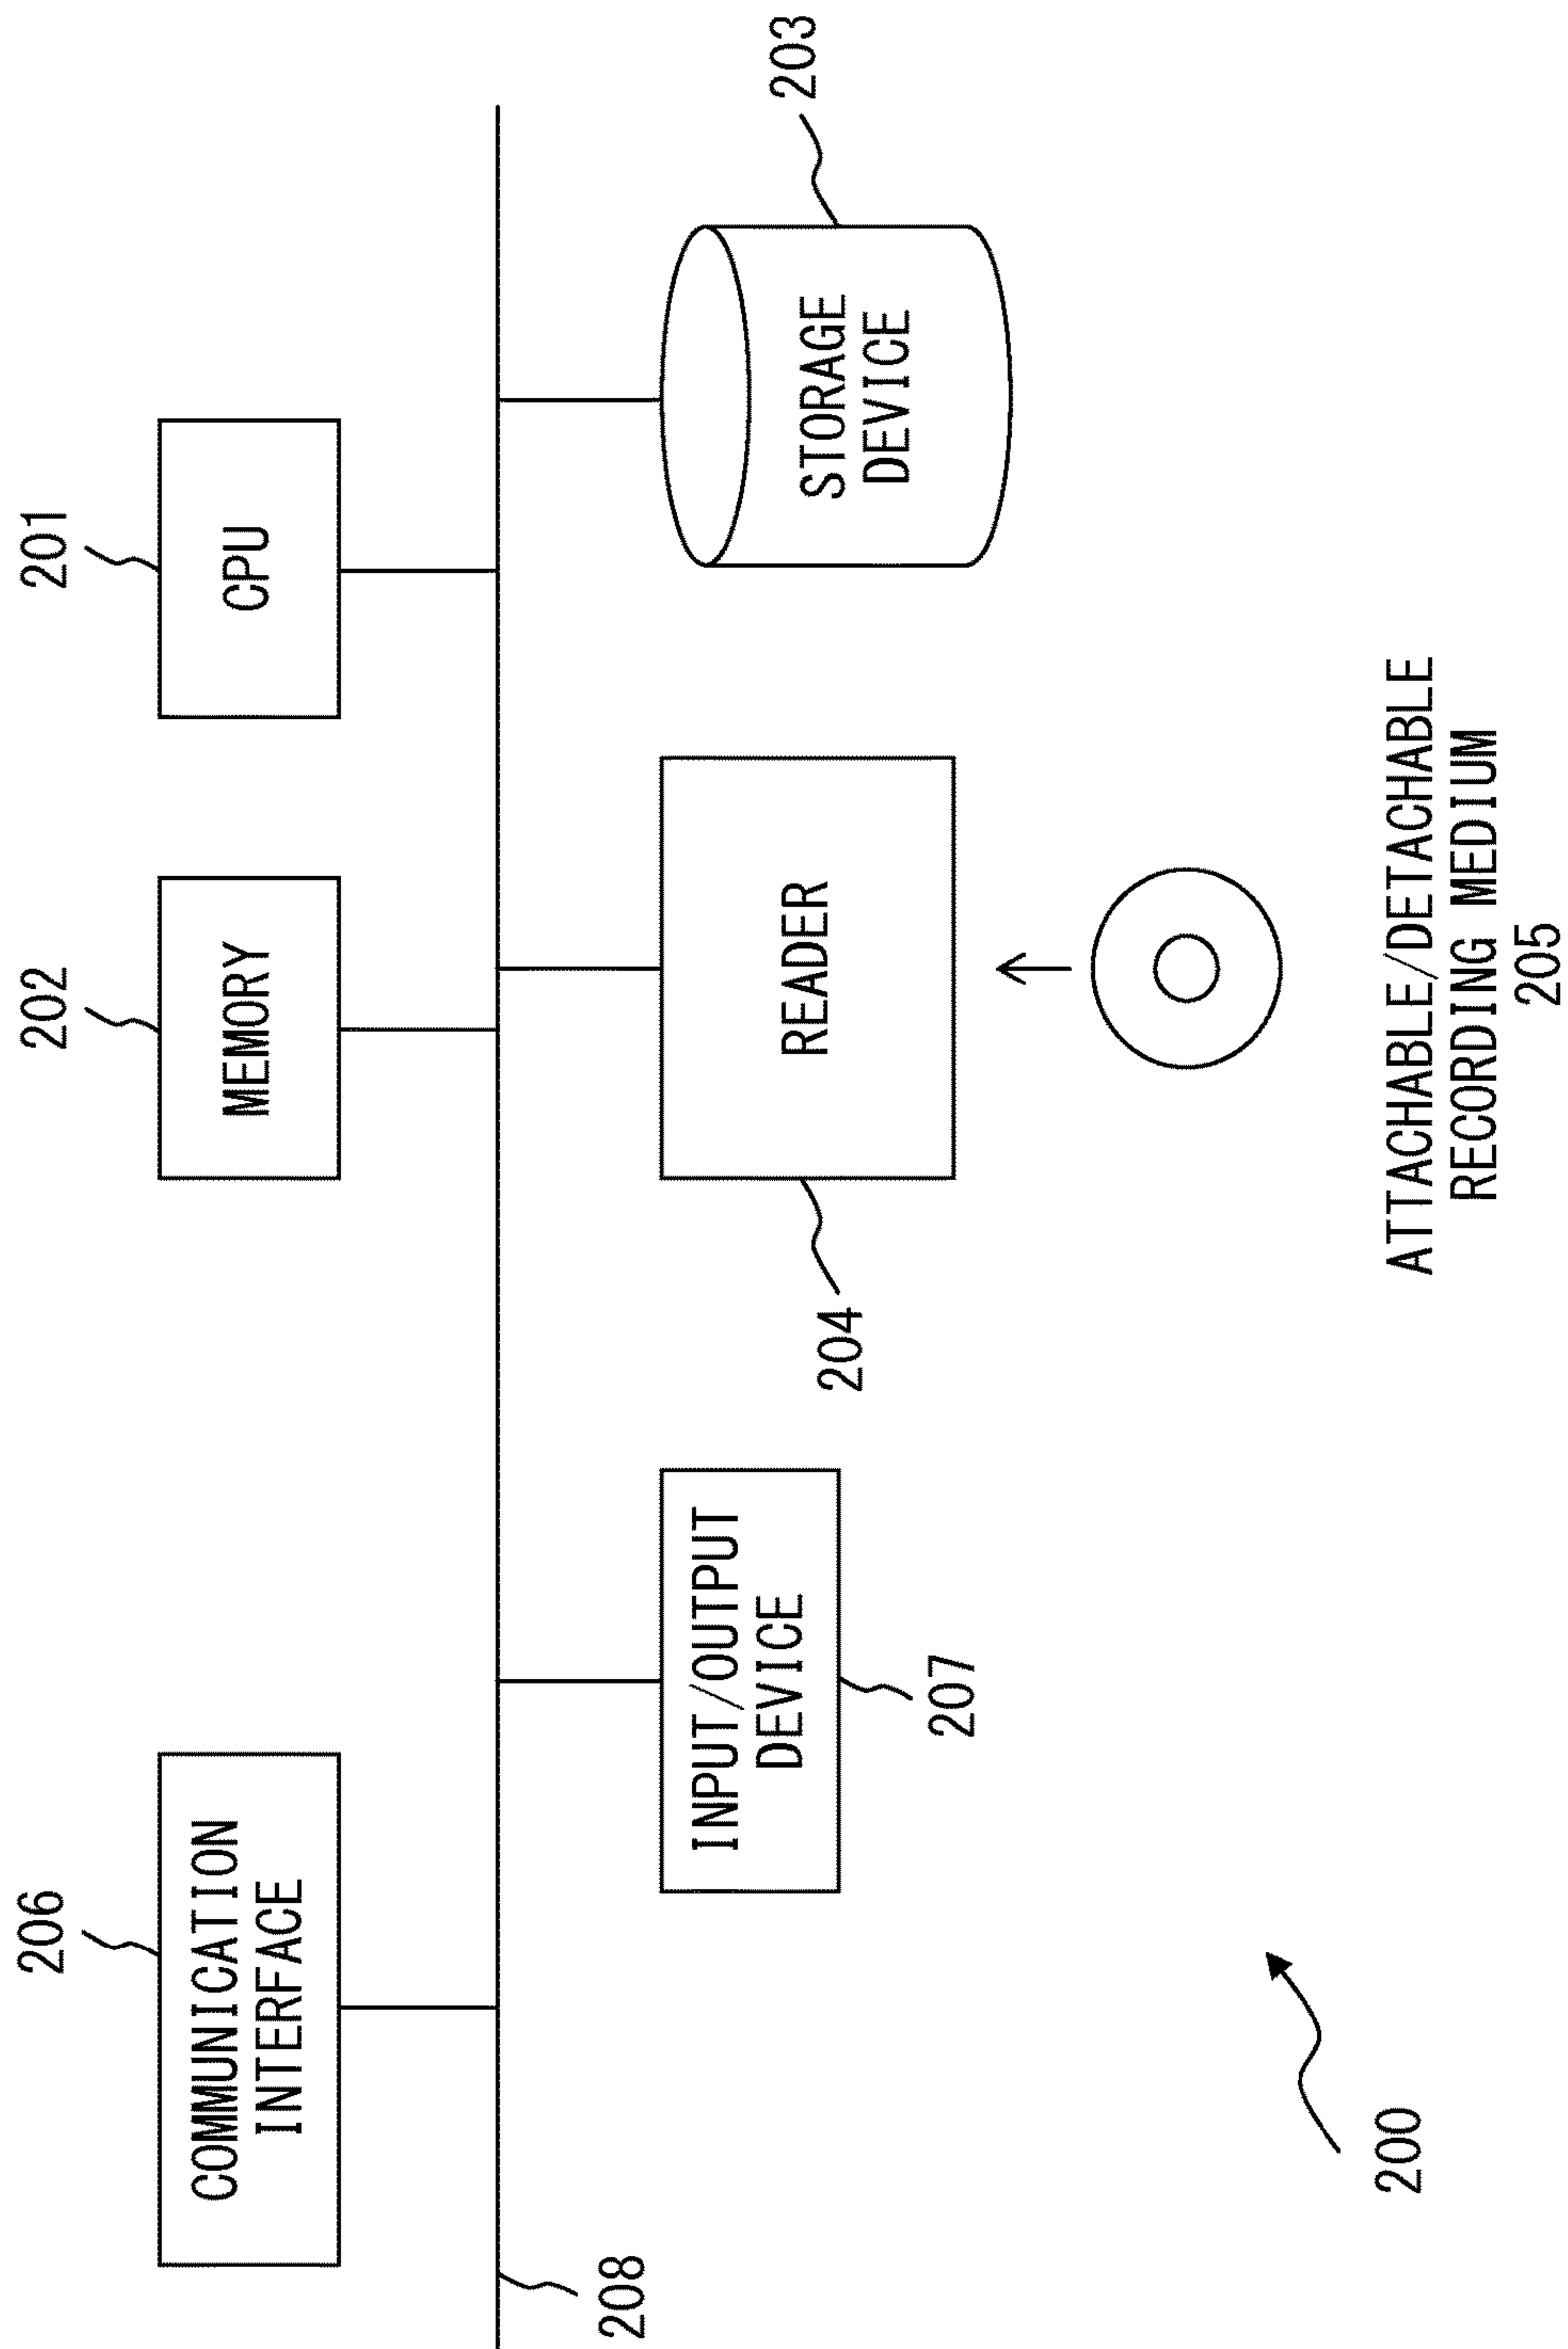 206
COMMUNICATION
INTERFACE
202
MEMORY
201
CPU
208
INPUT/OUTPUT
DEVICE
207
204
READER
STORAGE
DEVICE
203
200
ATTACHABLE/DETACHABLE
RECORDING MEDIUM
205